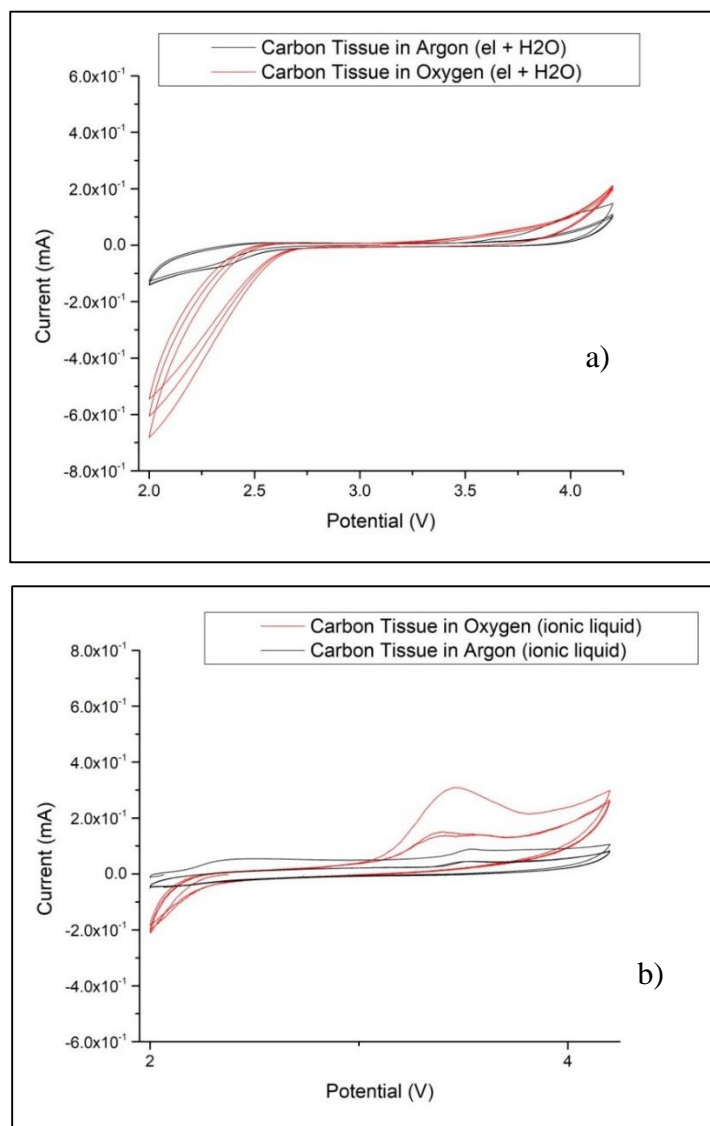 Carbon Tissue in Argon (el + H2O)
Carbon Tissue in Oxygen (el + H2O)
6.0x10⁻¹
4.0x10⁻¹
2.0x10⁻¹
0.0
-2.0x10⁻¹
-4.0x10⁻¹
-6.0x10⁻¹
-8.0x10⁻¹
Current (mA)
a)
2.0 2.5 3.0 3.5 4.0
Potential (V)
Carbon Tissue in Oxygen (ionic liquid)
Carbon Tissue in Argon (ionic liquid)
8.0x10⁻¹
6.0x10⁻¹
4.0x10⁻¹
2.0x10⁻¹
0.0
-2.0x10⁻¹
-4.0x10⁻¹
-6.0x10⁻¹
Current (mA)
b)
2 4
Potential (V)